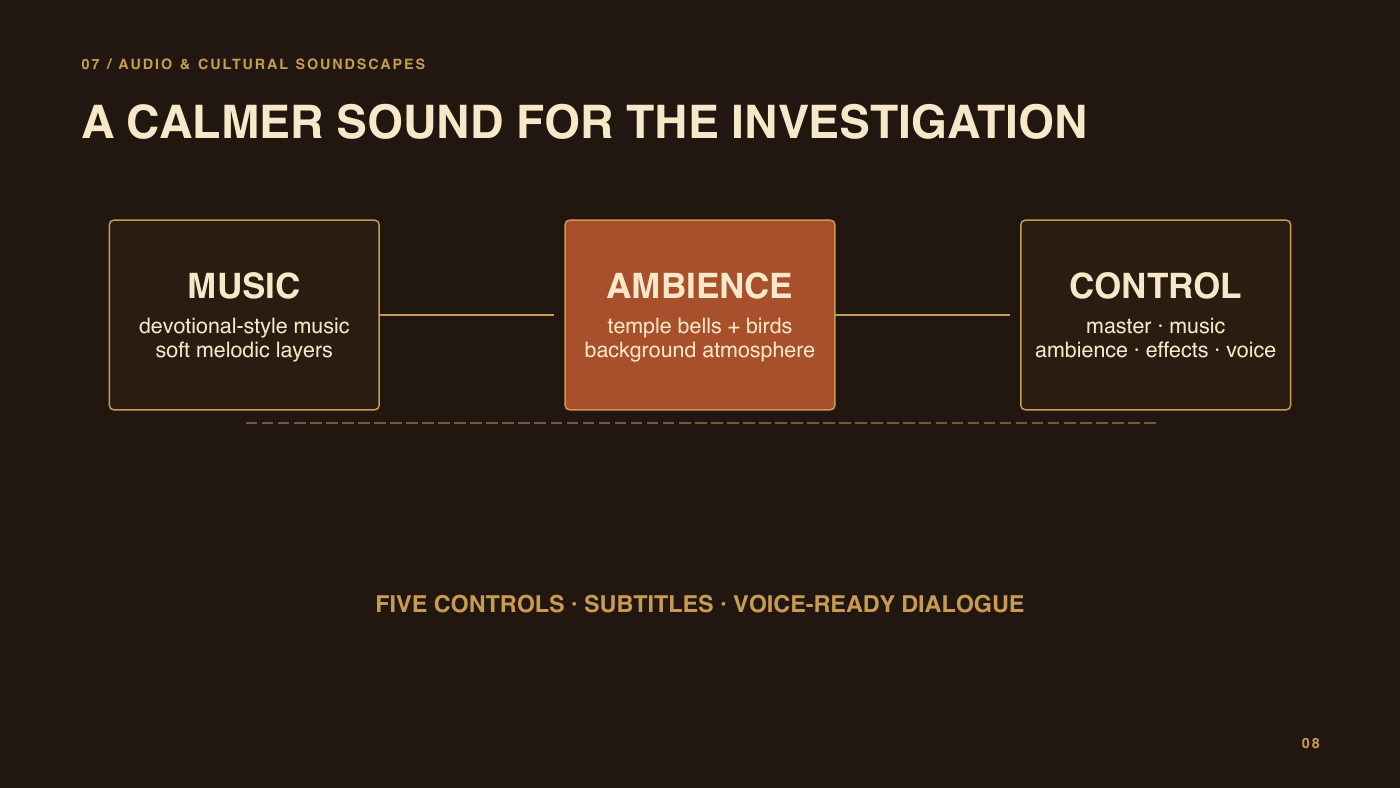 07 / AUDIO & CULTURAL SOUNDSCAPES
A CALMER SOUND FOR THE INVESTIGATION
MUSIC
devotional-style music
soft melodic layers
AMBIENCE
temple bells + birds
background atmosphere
CONTROL
master · music
ambience · effects · voice
FIVE CONTROLS · SUBTITLES · VOICE-READY DIALOGUE
08